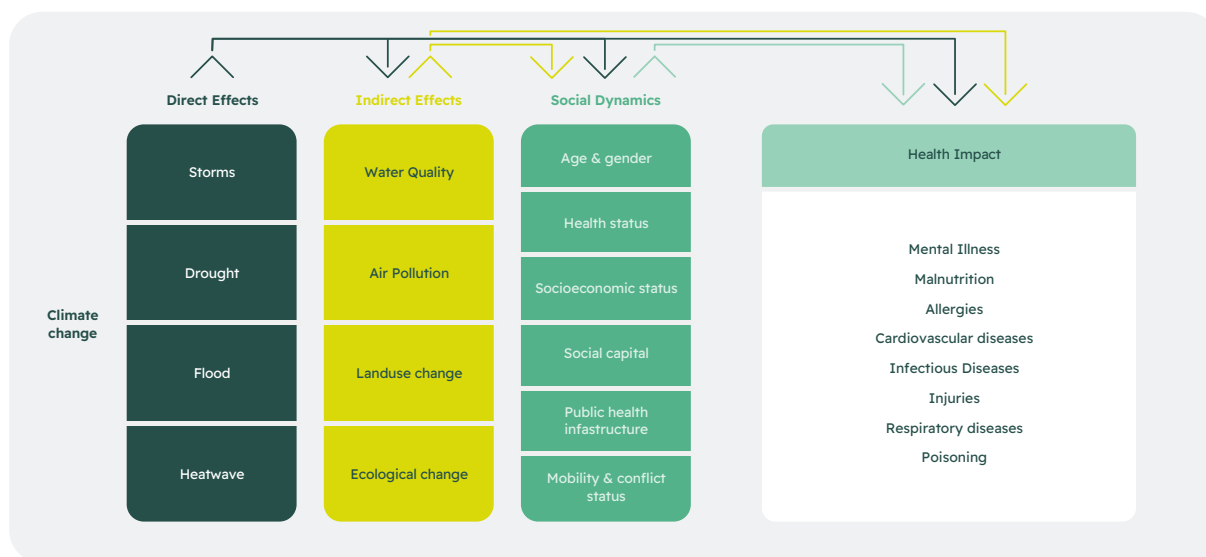 Direct Effects
Indirect Effects
Social Dynamics
Climate
change
Storms
Drought
Flood
Heatwave
Water Quality
Air Pollution
Landuse change
Ecological change
Age & gender
Health status
Socioeconomic status
Social capital
Public health
infastructure
Mobility & conflict
status
Health Impact
Mental Illness
Malnutrition
Allergies
Cardiovascular diseases
Infectious Diseases
Injuries
Respiratory diseases
Poisoning